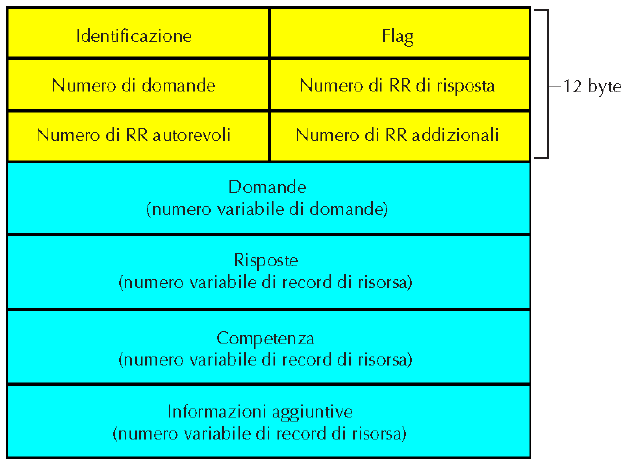 Identificazione
Flag
Numero di domande
Numero di RR di risposta
12 byte
Numero di RR autorevoli
Numero di RR addizionali
Domande
(numero variabile di domande)
Risposte
(numero variabile di record di risorsa)
Competenza
(numero variabile di record di risorsa)
Informazioni aggiuntive
(numero variabile di record di risorsa)